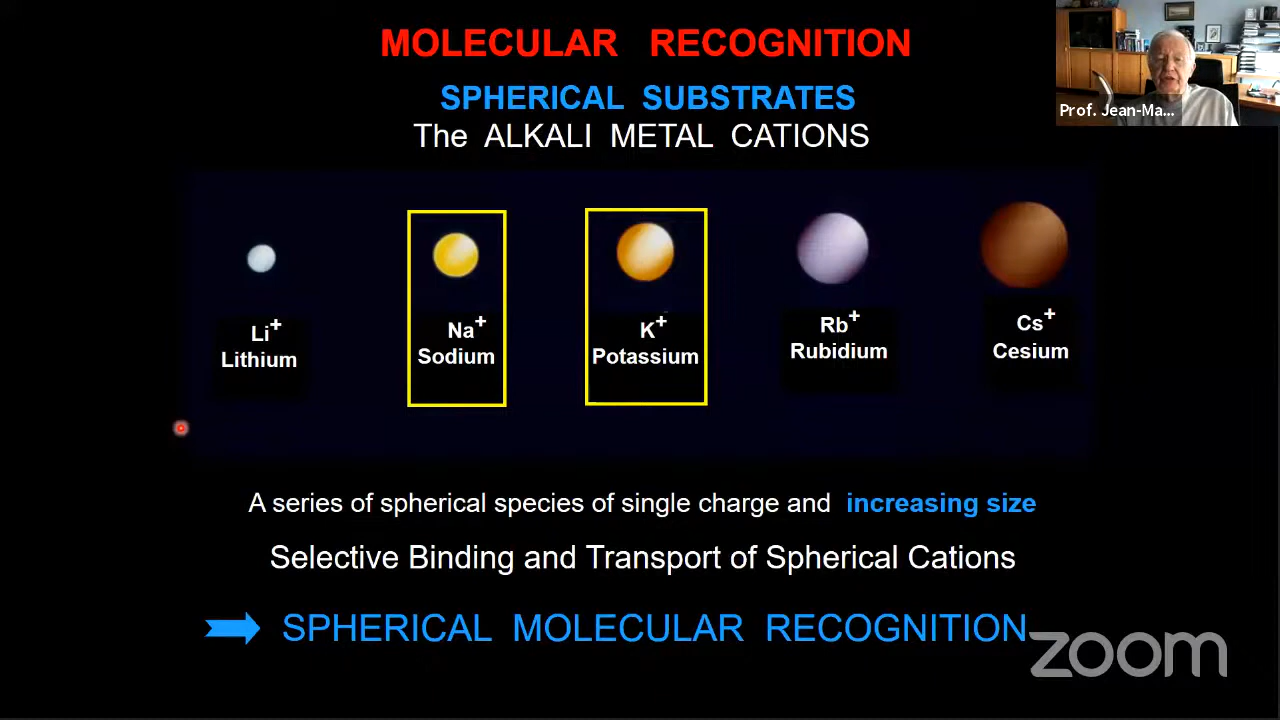 MOLECULAR RECOGNITION
SPHERICAL SUBSTRATES
The ALKALI METAL CATIONS
Prof. Jean-Ma...
Li+
Lithium
Na+
Sodium
K+
Potassium
Rb+
Rubidium
Cs+
Cesium
A series of spherical species of single charge and increasing size
Selective Binding and Transport of Spherical Cations
SPHERICAL MOLECULAR RECOGNITION
zoom